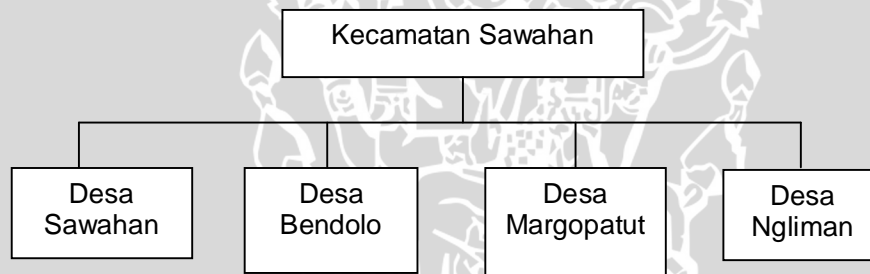 Kecamatan Sawahan
Desa
Sawahan
Desa
Bendolo
Desa
Margopatut
Desa
Ngliman